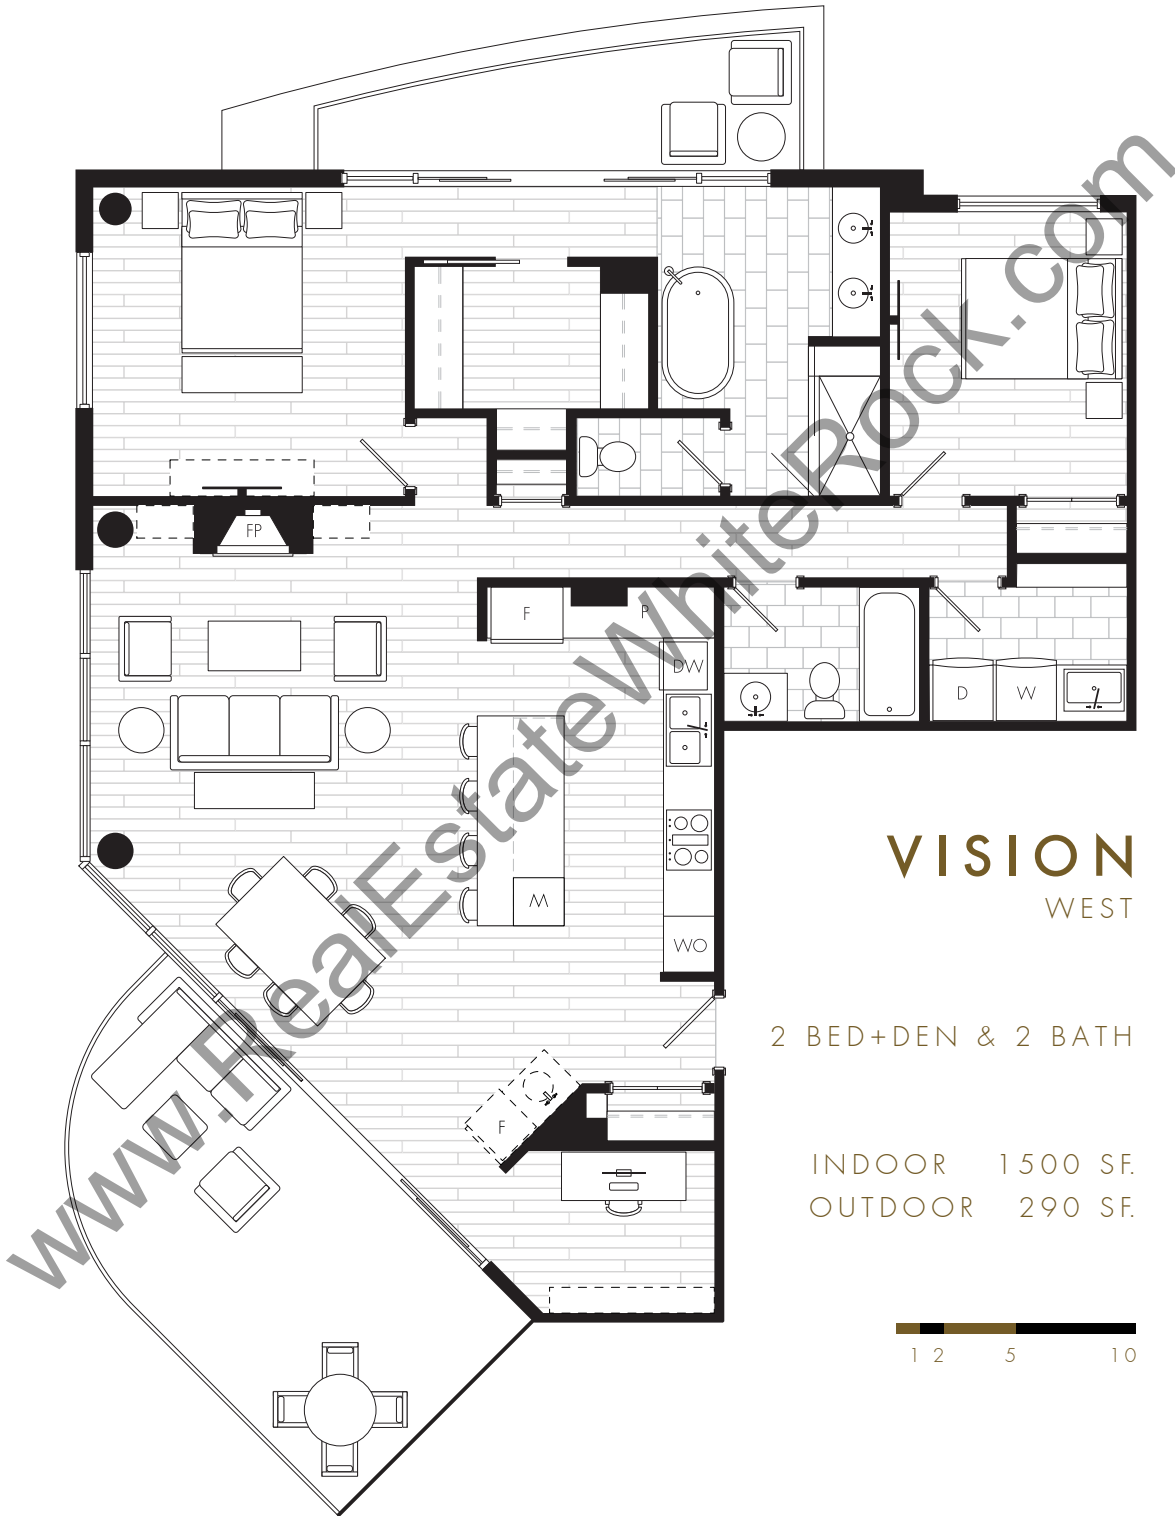 FP
F
P
DW
D
W
M
WO
F
VISION
WEST
2 BED+DEN & 2 BATH
INDOOR 1500 SF.
OUTDOOR 290 SF.
1 2 5 10
www.RealEstateWhiteRock.com